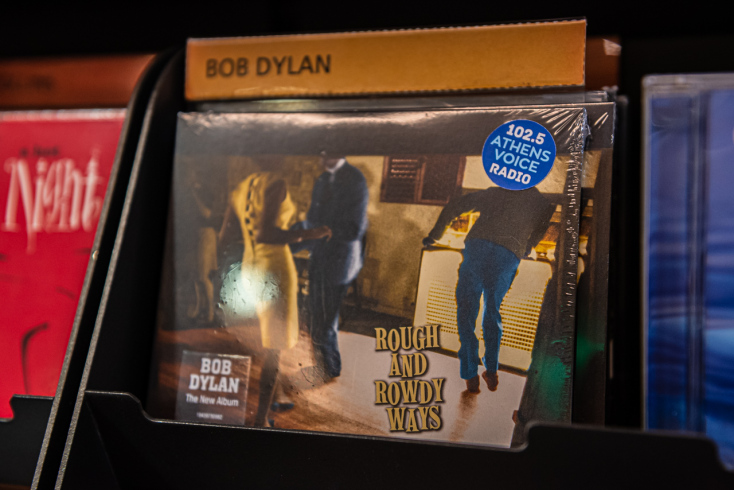 BOB DYLAN
102.5
ATHENS
VOICE
RADIO
Night
ROUGH
AND
ROWDY
WAYS
BOB
DYLAN
The New Album